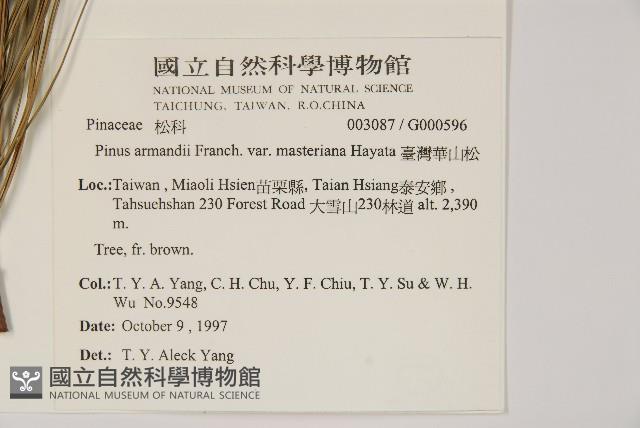 國立自然科學博物館
NATIONAL MUSEUM OF NATURAL SCIENCE
TAICHUNG, TAIWAN, R.O.CHINA
Pinaceae 松科 003087 / G000596
Pinus armandii Franch. var. masteriana Hayata 臺灣華山松
Loc.:Taiwan , Miaoli Hsien苗栗縣, Taian Hsiang泰安鄉 ,
Tahsuehshan 230 Forest Road 大雪山230林道 alt. 2,390
m.
Tree, fr. brown.
Col.:T. Y. A. Yang, C. H. Chu, Y. F. Chiu, T. Y. Su & W. H.
Wu No.9548
Date: October 9 , 1997
Det.: T. Y. Aleck Yang
國立自然科學博物館
NATIONAL MUSEUM OF NATURAL SCIENCE